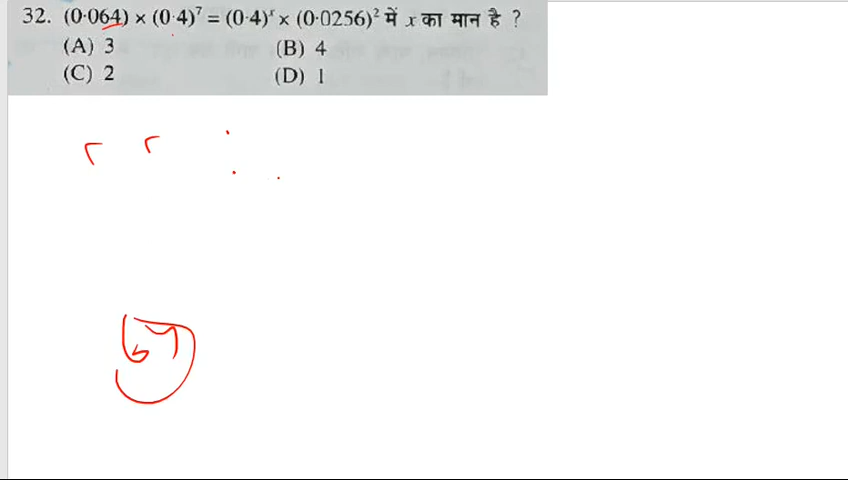 32. (0·064) × (0·4)⁷ = (0·4)ˣ × (0·0256)² में x का मान है ?
(A) 3 (B) 4
(C) 2 (D) 1